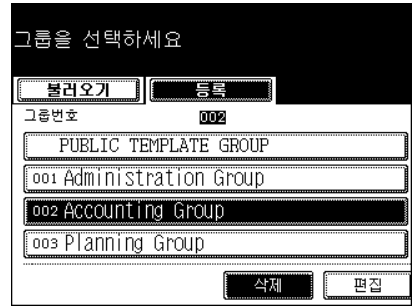 그룹을 선택하세요
불러오기 등록
그룹번호 002
PUBLIC TEMPLATE GROUP
001 Administration Group
002 Accounting Group
003 Planning Group
삭제 편집